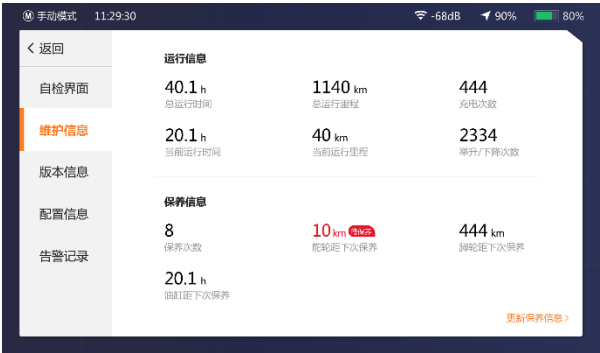 M 手动模式 11:29:30 -68dB 90% 80%
< 返回
自检界面
维护信息
版本信息
配置信息
告警记录
运行信息
40.1 h 1140 km 444
总运行时间 总运行里程 充电次数
20.1 h 40 km 2334
当前运行时间 当前运行里程 举升/下降次数
保养信息
8 10 km 待保养 444 km
保养次数 舵轮距下次保养 蹄轮距下次保养
20.1 h
油缸距下次保养
更新保养信息 >